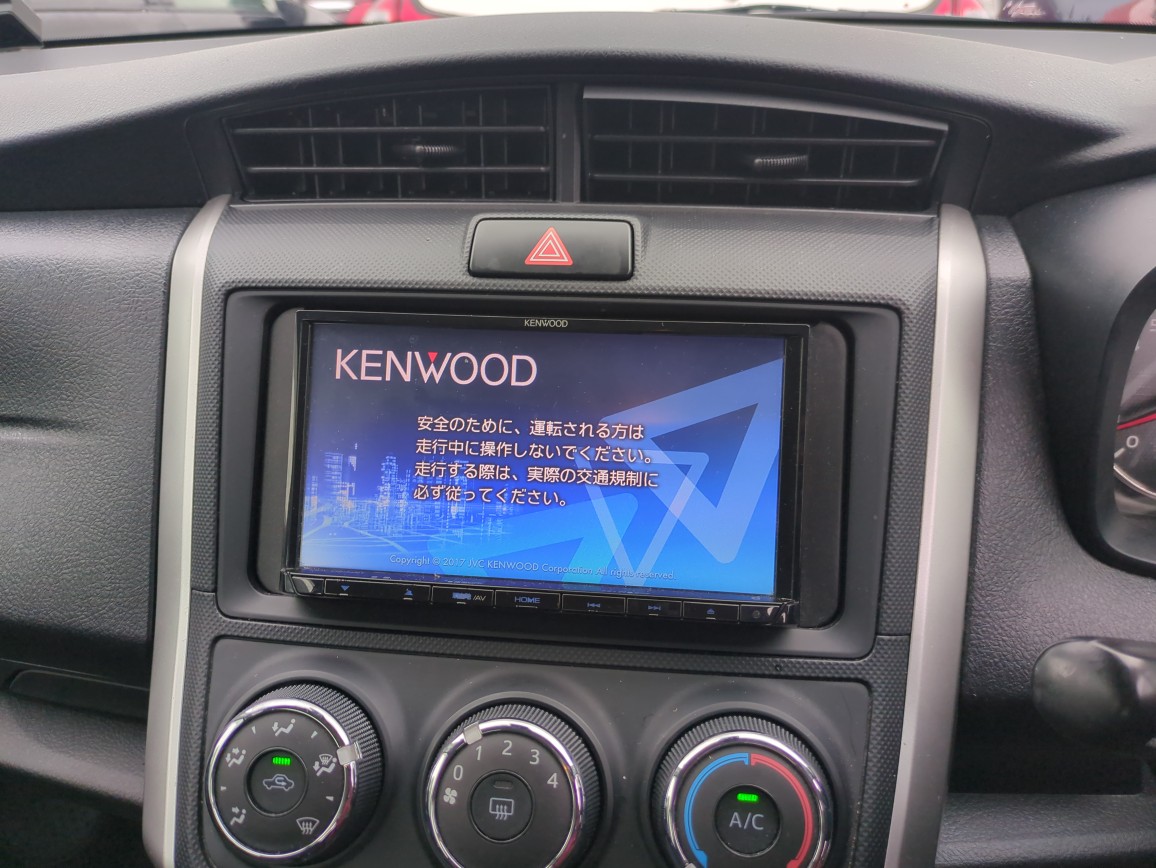 KENWOOD
KENWOOD
安全のために、運転される方は
走行中に操作しないでください。
走行する際は、実際の交通規制に
必ず従ってください。
Copyright © 2017 JVC KENWOOD Corporation All rights reserved.
/AV
HOME
0 1 2 3 4
A/C
0